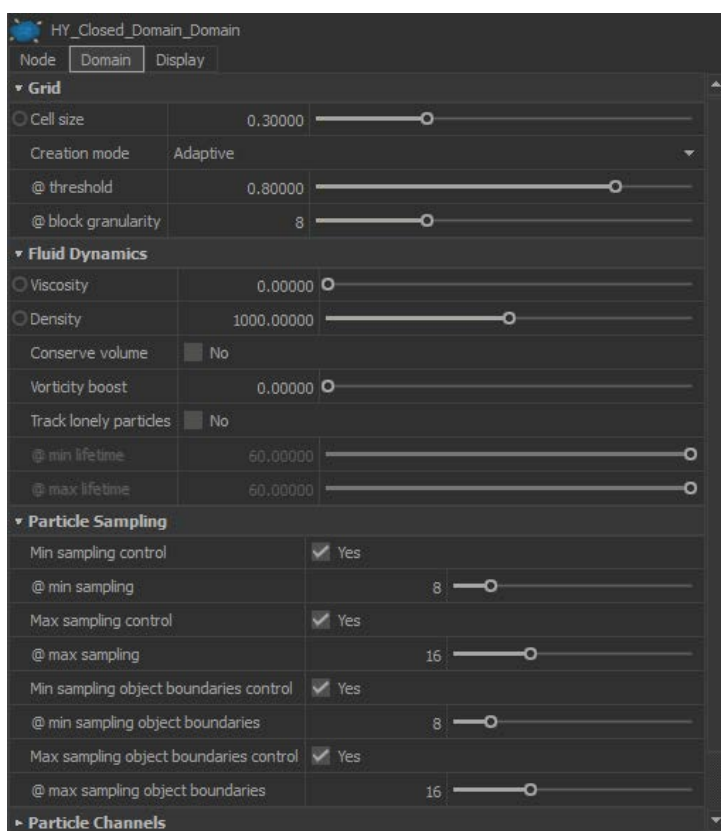 HY_Closed_Domain_Domain
Node Domain Display
Grid
Cell size 0.30000
Creation mode Adaptive
@ threshold 0.80000
@ block granularity 8
Fluid Dynamics
Viscosity 0.00000
Density 1000.00000
Conserve volume No
Vorticity boost 0.00000
Track lonely particles No
@ min lifetime 60.00000
@ max lifetime 60.00000
Particle Sampling
Min sampling control Yes
@ min sampling 8
Max sampling control Yes
@ max sampling 16
Min sampling object boundaries control Yes
@ min sampling object boundaries 8
Max sampling object boundaries control Yes
@ max sampling object boundaries 16
Particle Channels